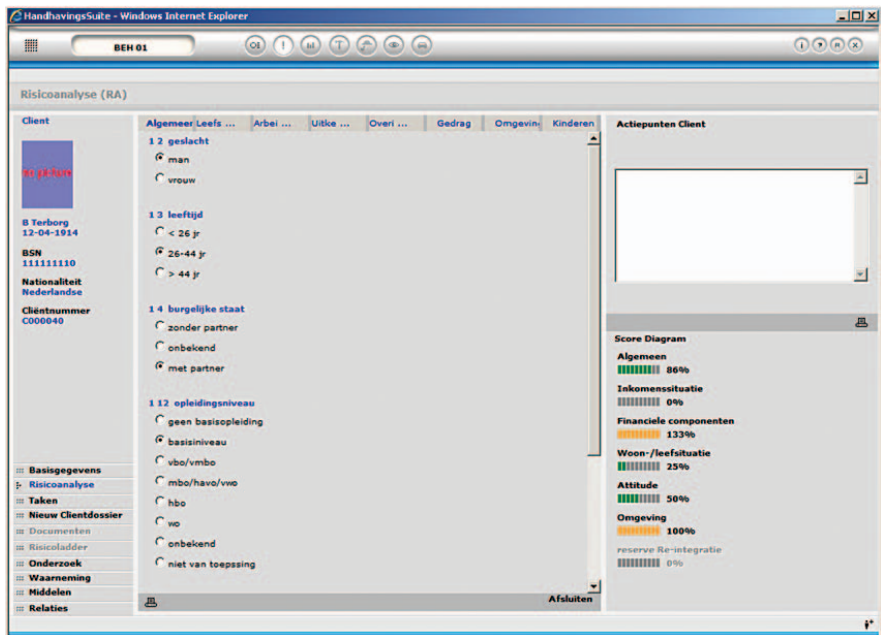 HandhavingsSuite - Windows Internet Explorer
BEH 01
Risicoanalyse (RA)
Client
B Terborg
12-04-1914
BSN
111111110
Nationaliteit
Nederlandse
Cliëntnummer
C000040
Basisgegevens
Risicoanalyse
Taken
Nieuw Clientdossier
Documenten
Risicoladder
Onderzoek
Waarneming
Middelen
Relaties
Algemeer Leefs ... Arbei ... Uitke ... Overi ... Gedrag Omgevin Kinderen
1 2 geslacht
man
vrouw
1 3 leeftijd
< 26 jr
26-44 jr
> 44 jr
1 4 burgelijke staat
zonder partner
onbekend
met partner
1 12 opleidingsniveau
geen basisopleiding
basisiniveau
vbo/vmbo
mbo/havo/vwo
hbo
wo
onbekend
niet van toepssing
Afsluiten
Actiepunten Client
Score Diagram
Algemeen
86%
Inkomenssituatie
0%
Financiele componenten
133%
Woon-/leefsituatie
25%
Attitude
50%
Omgeving
100%
reserve Re-integratie
0%